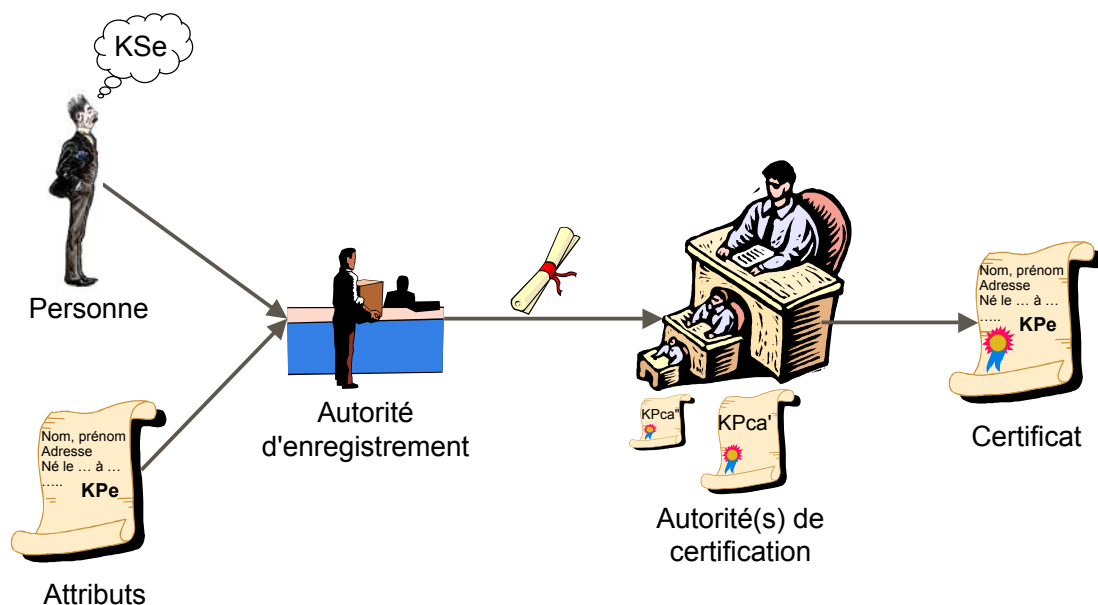 KSe
Personne
Nom, prénom
Adresse
Né le … à …
…..
KPe
Attributs
Autorité
d'enregistrement
KPca"
KPca'
Autorité(s) de
certification
Nom, prénom
Adresse
Né le … à …
…..
KPe
Certificat